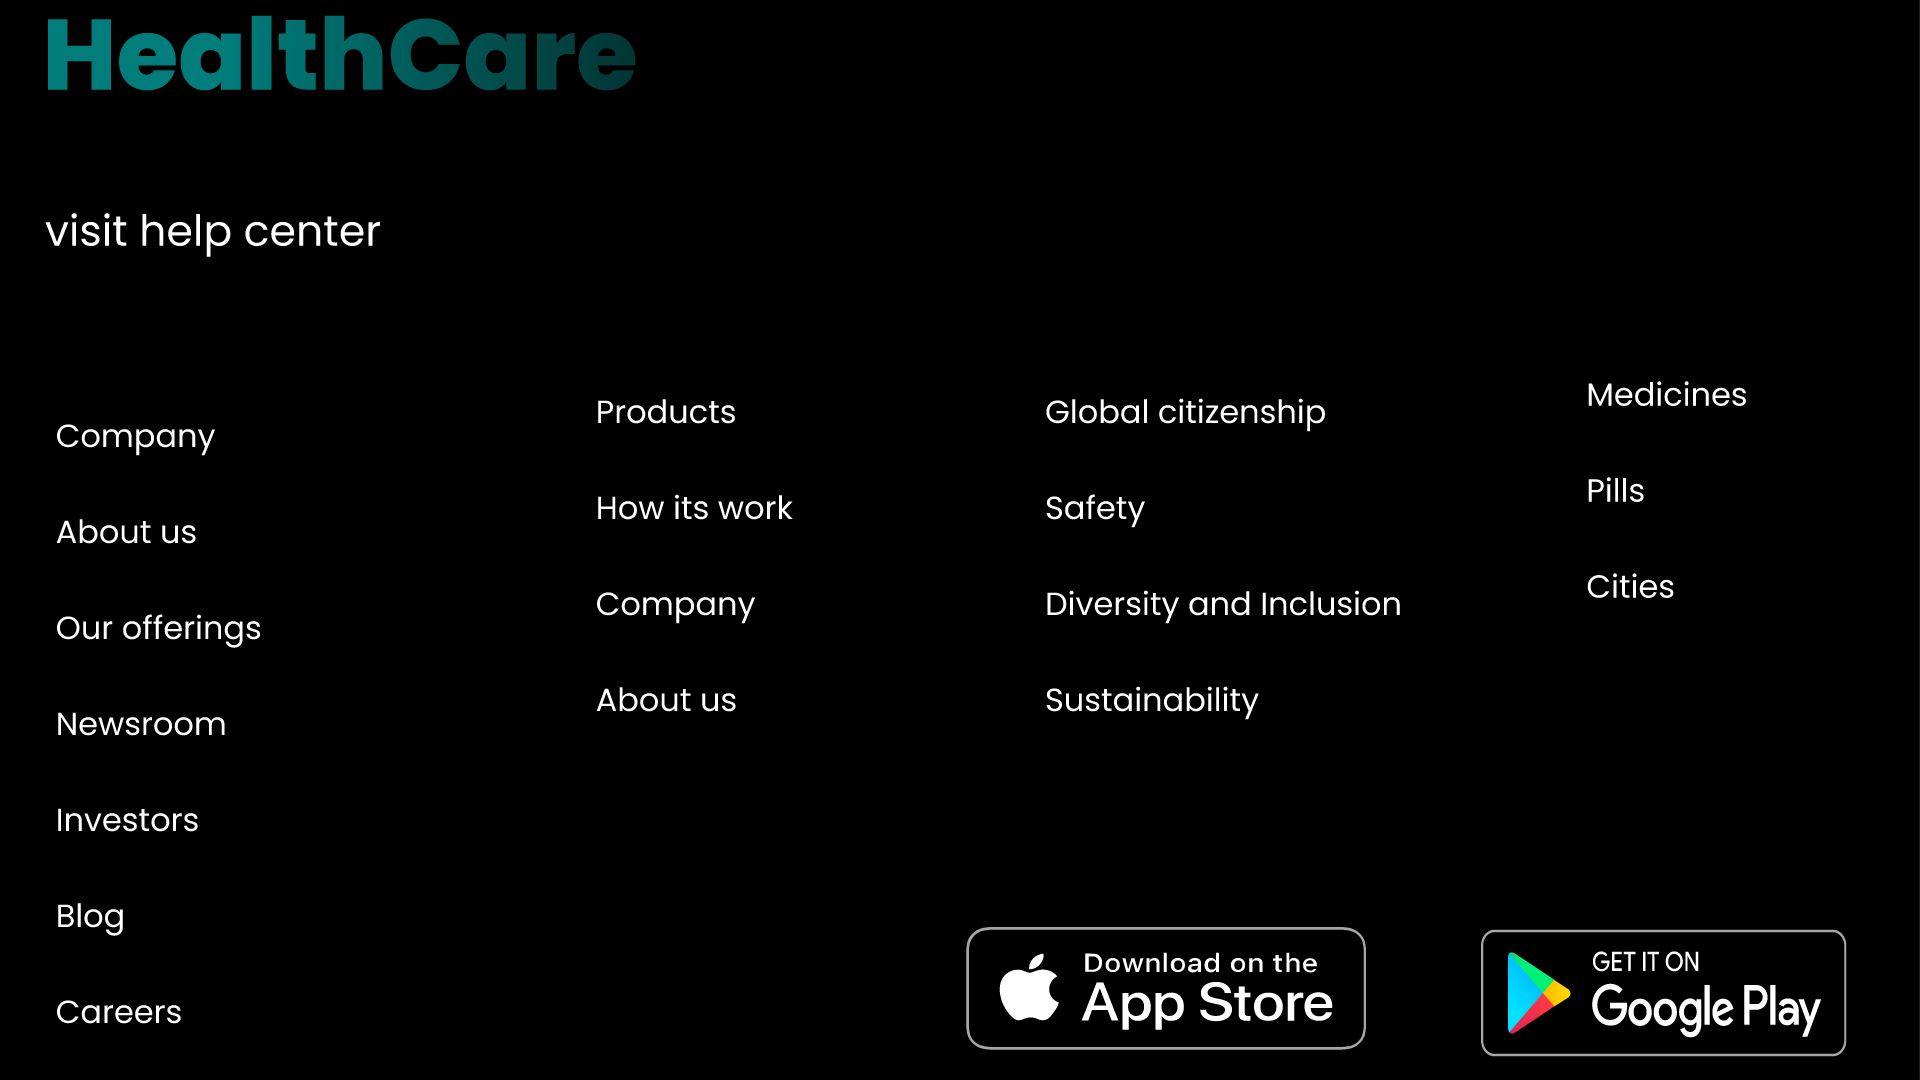 HealthCare
visit help center
Company
About us
Our offerings
Newsroom
Investors
Blog
Careers
Products
How its work
Company
About us
Global citizenship
Safety
Diversity and Inclusion
Sustainability
Medicines
Pills
Cities
Download on the
App Store
GET IT ON
Google Play